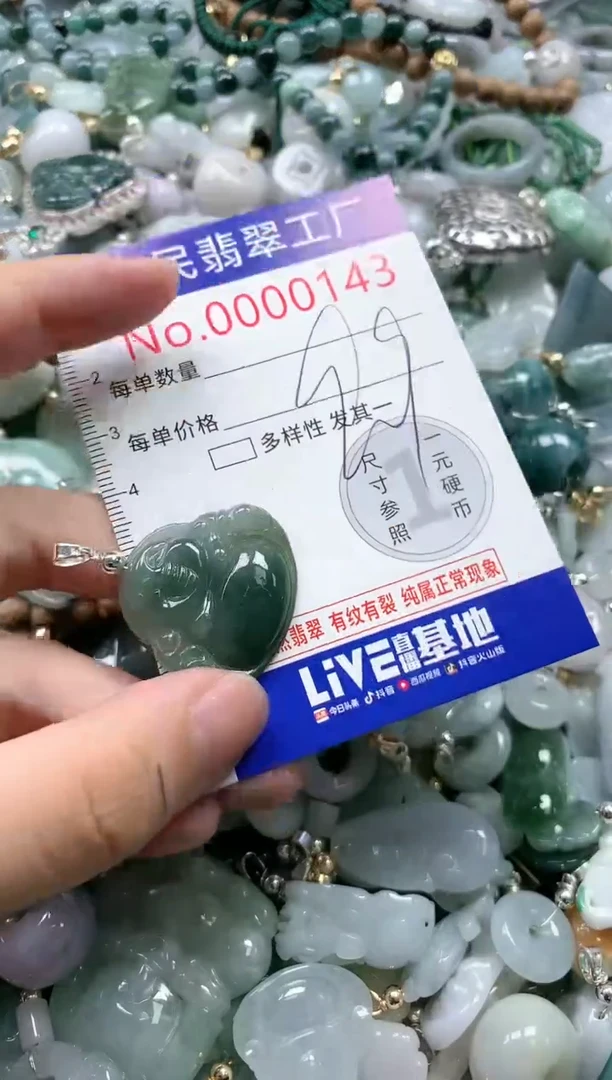 民翡翠工厂
No.0000143
2 每单数量
3 每单价格
多样性 发其一
4
1
尺寸参照
一元硬币
然翡翠 有纹有裂 纯属正常现象
LiVE直播基地
今日头条 抖音 西瓜视频 抖音火山版